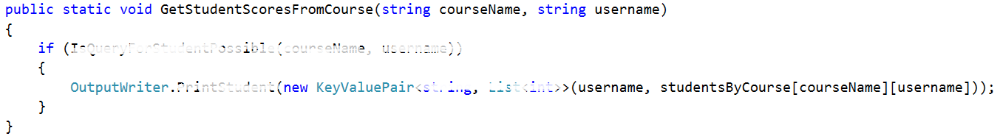 public static void GetStudentScoresFromCourse(string courseName, string username)
{
if (IsQueryForStudentPossible(courseName, username))
{
OutputWriter.PrintStudent(new KeyValuePair<string, List<int>>(username, studentsByCourse[courseName][username]));
}
}